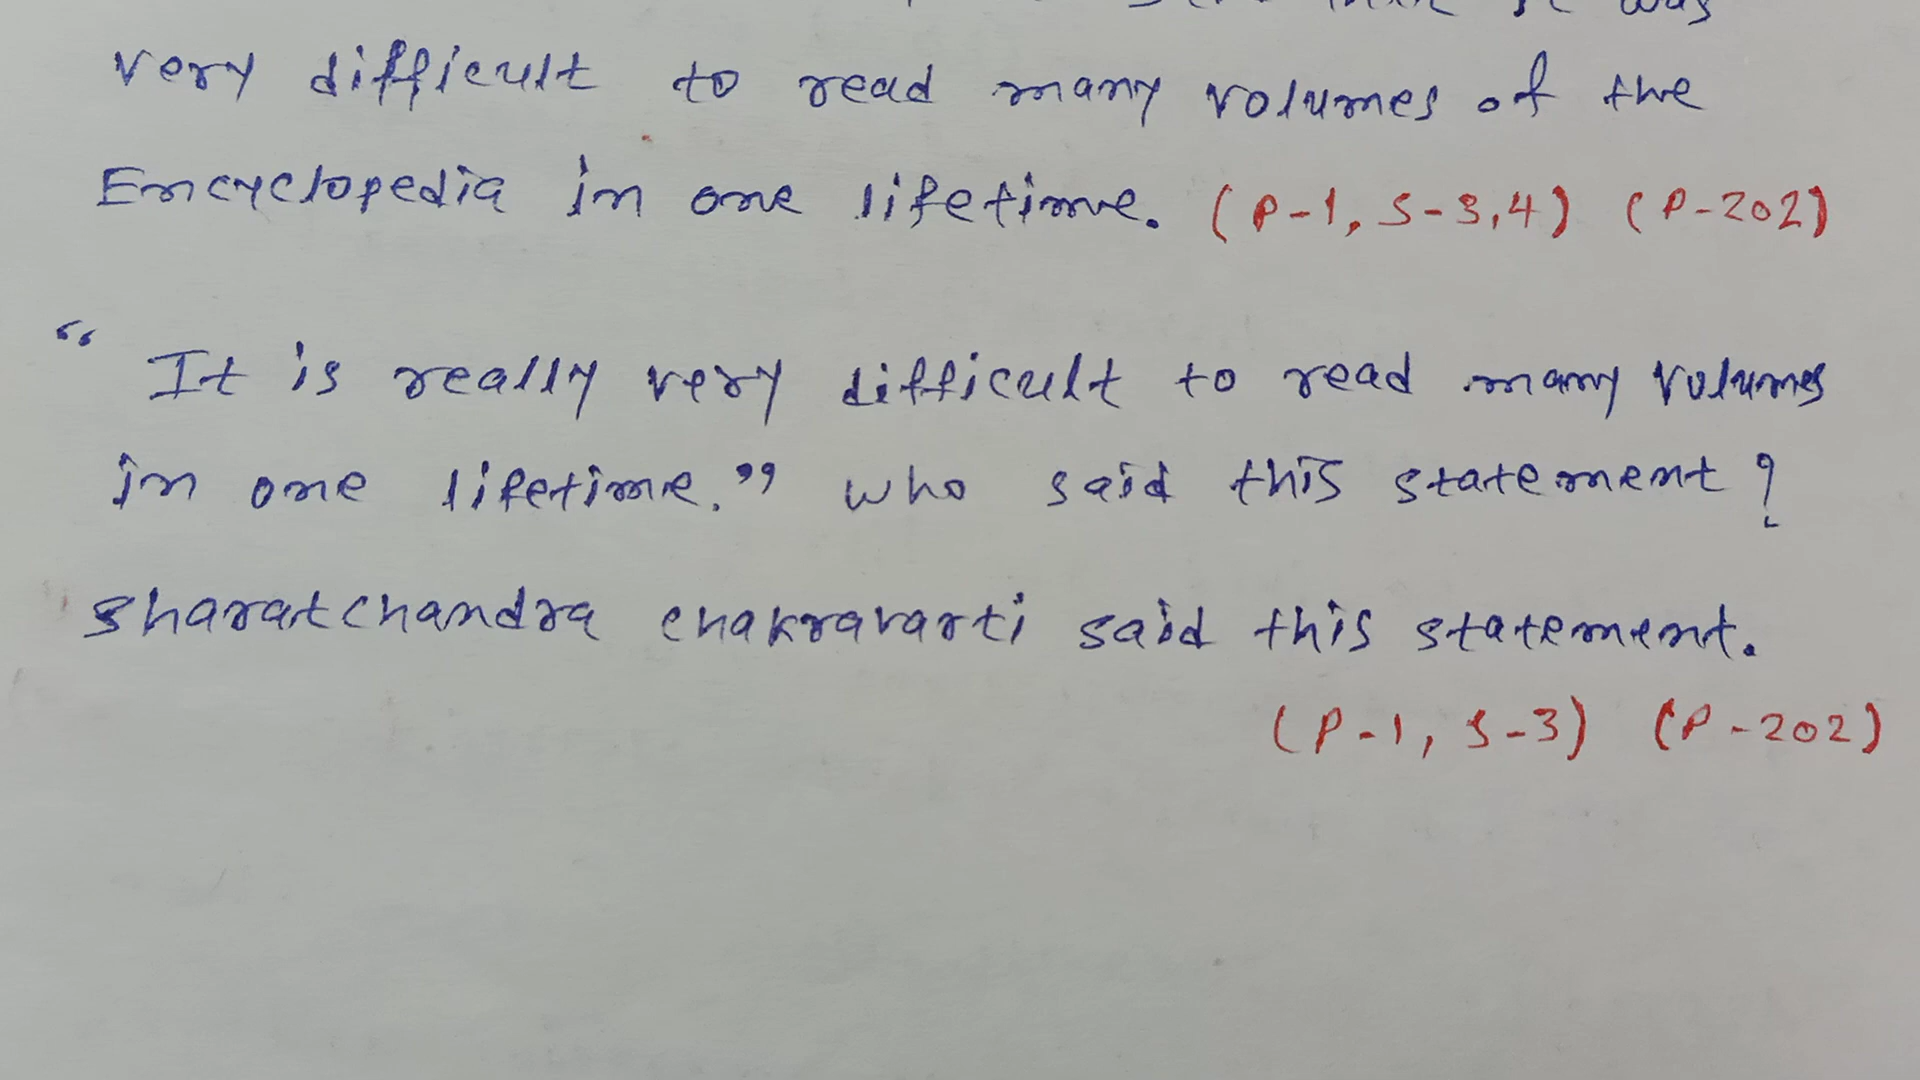 it was
very difficult to read many volumes of the
Encyclopedia in one lifetime. (P-1, S-3,4) (P-202)
“ It is really very difficult to read many volumes
in one lifetime.” who said this statement?
sharatchandra chakravarti said this statement.
(P-1, S-3) (P-202)